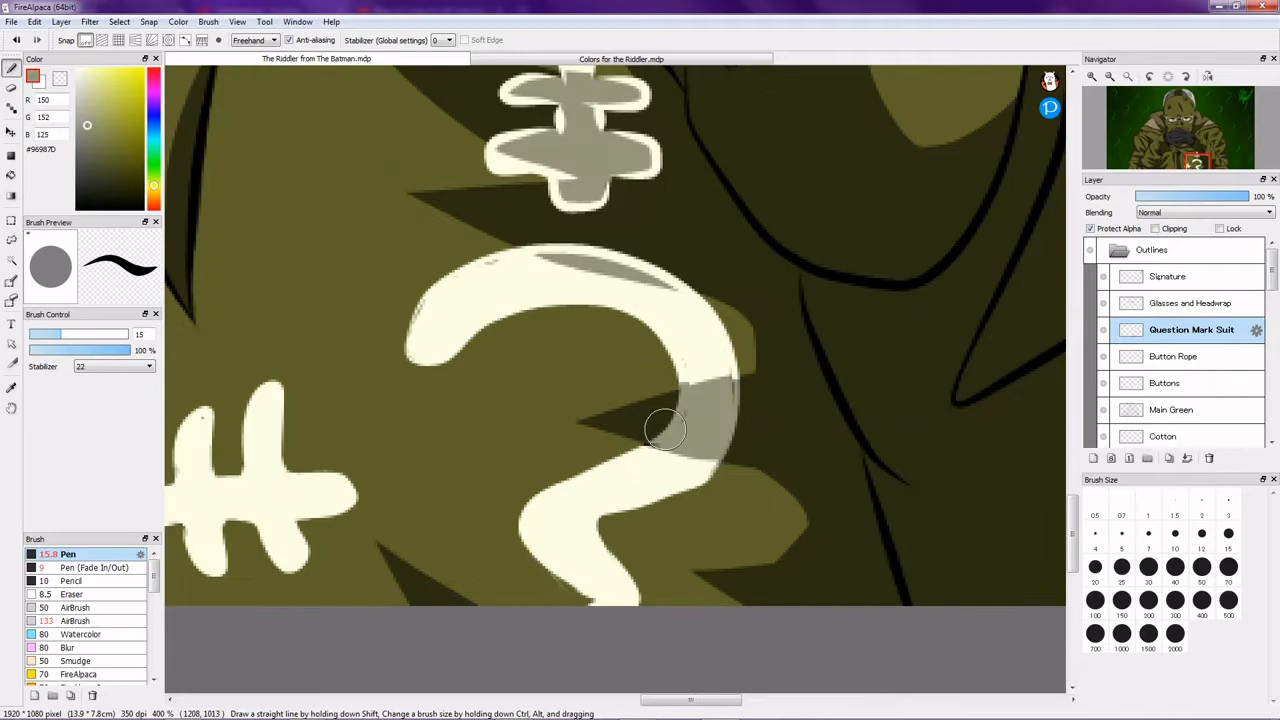 FireAlpaca (64bit)
File Edit Layer Filter Select Snap Color Brush View Tool Window Help
Snap off Freehand Anti-aliasing Stabilizer (Global settings) 0 Soft Edge
The Riddler from The Batman.mdp Colors for the Riddler.mdp
Color
R 150
G 152
B 125
#96987D
Brush Preview
Brush Control
15
100 %
Stabilizer 22
Brush
15.8 Pen
9 Pen (Fade In/Out)
10 Pencil
8.5 Eraser
50 AirBrush
133 AirBrush
80 Watercolor
80 Blur
50 Smudge
70 FireAlpaca
?
P
Navigator
Layer
Opacity 100 %
Blending Normal
Protect Alpha Clipping Lock
Outlines
Signature
Glasses and Headwrap
Question Mark Suit
Button Rope
Buttons
Main Green
Cotton
Brush Size
0.5 0.7 1 1.5 2 3
4 5 7 10 12 15
20 25 30 40 50 70
100 150 200 300 400 500
700 1000 1500 2000
1920 * 1080 pixel (13.9 * 7.8cm) 350 dpi 400 % (1208, 1013) Draw a straight line by holding down Shift, Change a brush size by holding down Ctrl, Alt, and dragging